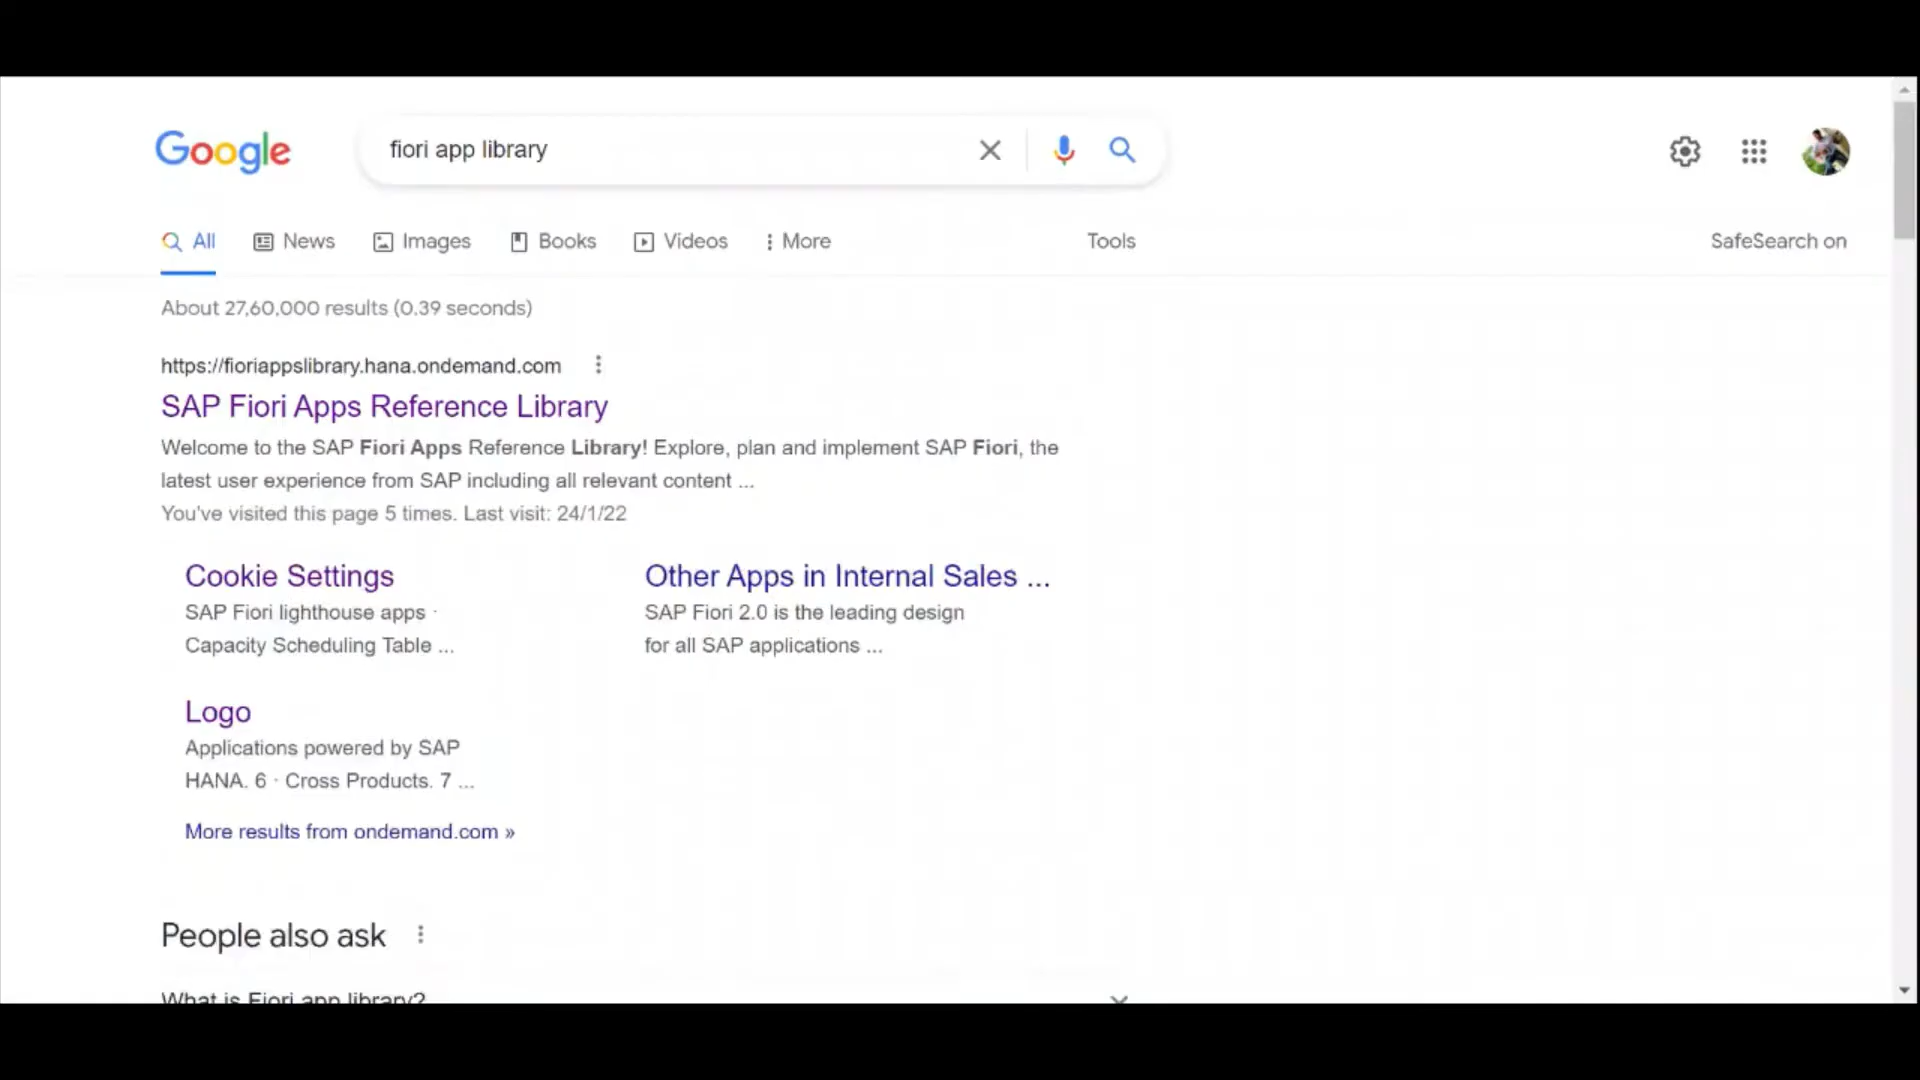 Google
fiori app library
All News Images Books Videos More Tools SafeSearch on
About 27,60,000 results (0.39 seconds)
https://fioriappslibrary.hana.ondemand.com
SAP Fiori Apps Reference Library
Welcome to the SAP Fiori Apps Reference Library! Explore, plan and implement SAP Fiori, the
latest user experience from SAP including all relevant content ...
You've visited this page 5 times. Last visit: 24/1/22
Cookie Settings
SAP Fiori lighthouse apps ·
Capacity Scheduling Table ...
Other Apps in Internal Sales ...
SAP Fiori 2.0 is the leading design
for all SAP applications ...
Logo
Applications powered by SAP
HANA. 6 · Cross Products. 7 ...
More results from ondemand.com »
People also ask
What is Fiori app library?